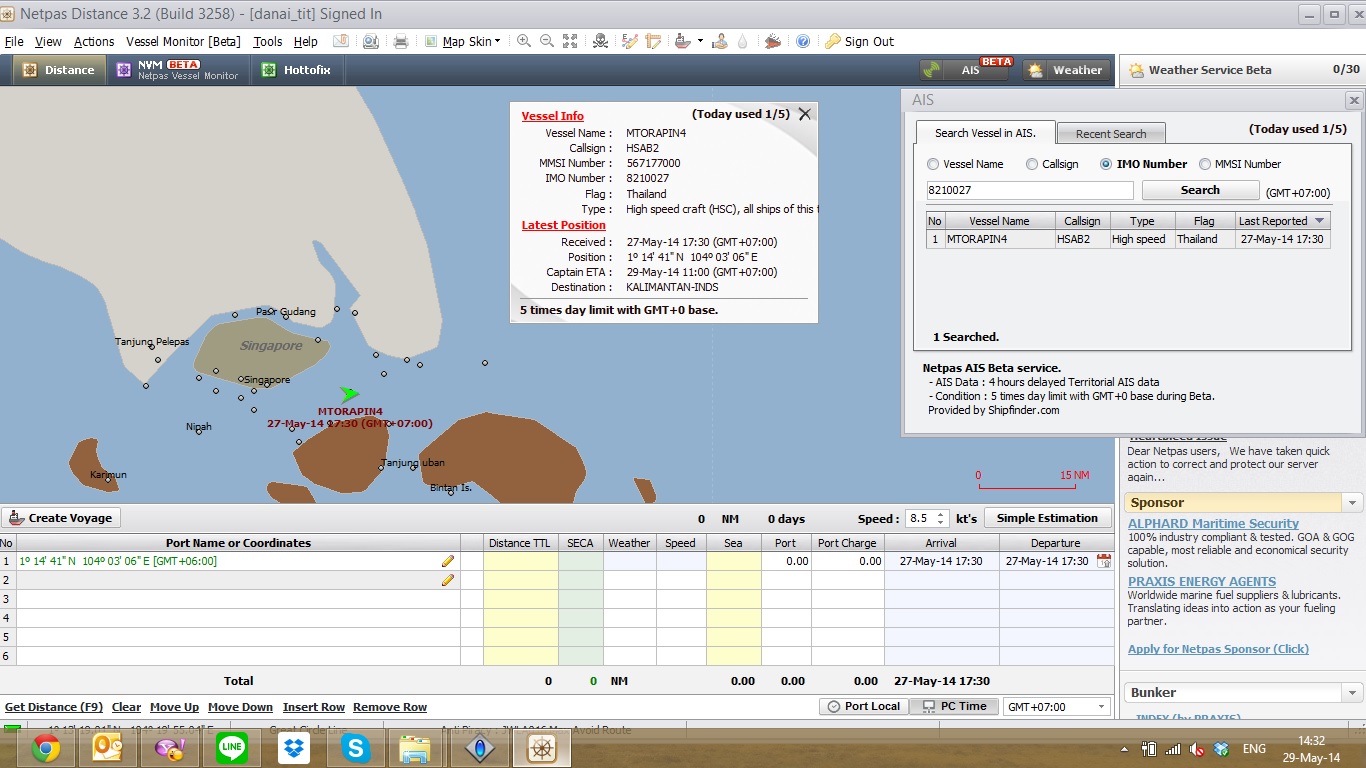 Netpas Distance 3.2 (Build 3258) - [danai_tit] Signed In
File View Actions Vessel Monitor [Beta] Tools Help Map Skin Sign Out
Distance
NVM BETA
Netpas Vessel Monitor
Hottofix
AIS BETA
Weather
Weather Service Beta 0/30
Vessel Info (Today used 1/5)
Vessel Name : MTORAPIN4
Callsign : HSAB2
MMSI Number : 567177000
IMO Number : 8210027
Flag : Thailand
Type : High speed craft (HSC), all ships of this t
Latest Position
Received : 27-May-14 17:30 (GMT+07:00)
Position : 1º 14' 41" N 104º 03' 06" E
Captain ETA : 29-May-14 11:00 (GMT+07:00)
Destination : KALIMANTAN-INDS
5 times day limit with GMT+0 base.
AIS
Search Vessel in AIS. Recent Search (Today used 1/5)
Vessel Name Callsign IMO Number MMSI Number
8210027 Search (GMT+07:00)
No Vessel Name Callsign Type Flag Last Reported
1 MTORAPIN4 HSAB2 High speed Thailand 27-May-14 17:30
1 Searched.
Netpas AIS Beta service.
- AIS Data : 4 hours delayed Territorial AIS data
- Condition : 5 times day limit with GMT+0 base during Beta.
Provided by Shipfinder.com
Pasir Gudang
Tanjung Pelepas
Singapore
Singapore
MTORAPIN4
27-May-14 17:30 (GMT+07:00)
Nipah
Karimun
Tanjung uban
Bintan Is.
0 15 NM
Heartbleed Issue
Dear Netpas users, We have taken quick
action to correct and protect our server
again...
Sponsor
ALPHARD Maritime Security
100% industry compliant & tested. GOA & GOG
capable, most reliable and economical security
solution.
PRAXIS ENERGY AGENTS
Worldwide marine fuel suppliers & lubricants.
Translating ideas into action as your fueling
partner.
Apply for Netpas Sponsor (Click)
Bunker
INDEX (by PRAXIS)
Create Voyage 0 NM 0 days Speed : 8.5 kt's Simple Estimation
No Port Name or Coordinates Distance TTL SECA Weather Speed Sea Port Port Charge Arrival Departure
1 1º 14' 41" N 104º 03' 06" E [GMT+06:00] 0.00 0.00 27-May-14 17:30 27-May-14 17:30
2
3
4
5
6
Total 0 0 NM 0.00 0.00 0.00 27-May-14 17:30
Get Distance (F9) Clear Move Up Move Down Insert Row Remove Row Port Local PC Time GMT+07:00
Great Circle Line
Avoid Route
LINE
ENG
14:32
29-May-14